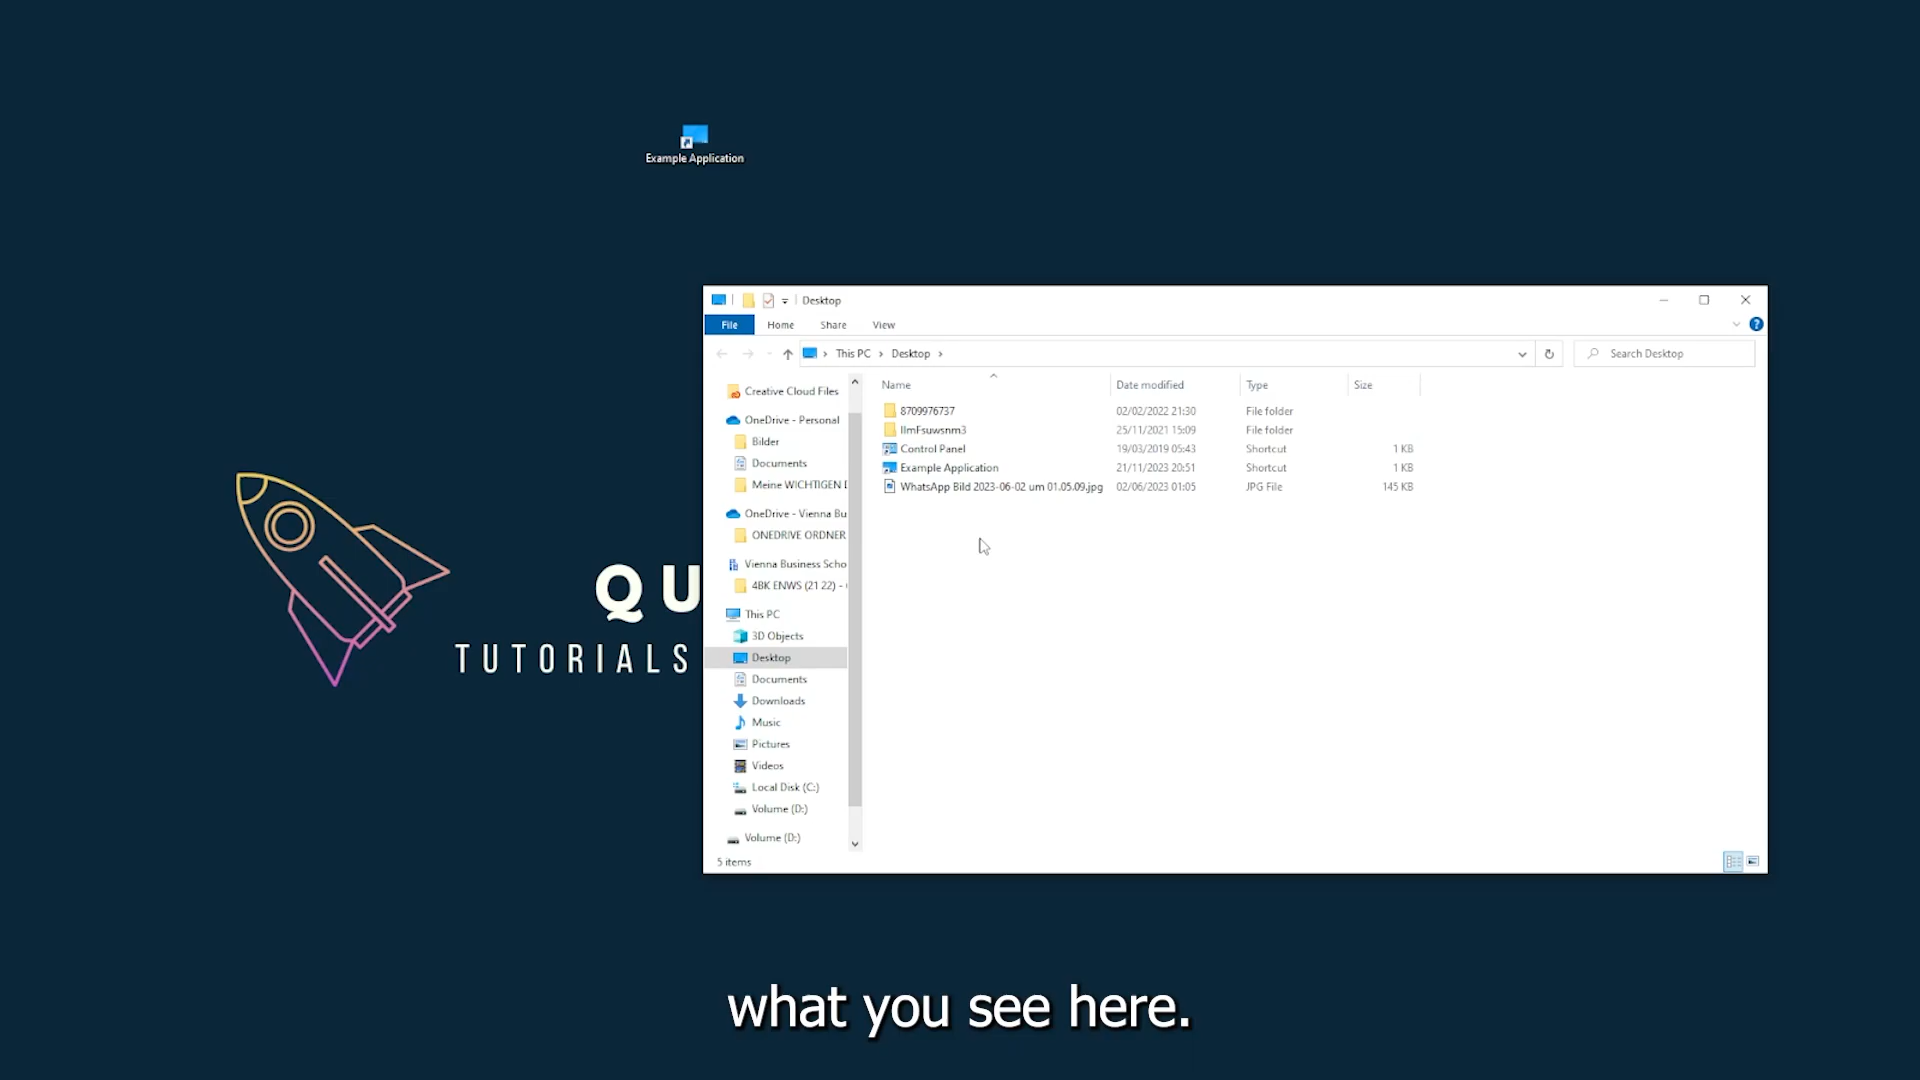 Example Application
QU
TUTORIALS
Desktop
File Home Share View
This PC Desktop
Search Desktop
Name Date modified Type Size
8709976737 02/02/2022 21:30 File folder
IlmFsuwsnm3 25/11/2021 15:09 File folder
Control Panel 19/03/2019 05:43 Shortcut 1 KB
Example Application 21/11/2023 20:51 Shortcut 1 KB
WhatsApp Bild 2023-06-02 um 01.05.09.jpg 02/06/2023 01:05 JPG File 145 KB
Creative Cloud Files
OneDrive - Personal
Bilder
Documents
Meine WICHTIGEN
OneDrive - Vienna Bu
ONEDRIVE ORDNER
Vienna Business Scho
4BK ENWS (21 22) -
This PC
3D Objects
Desktop
Documents
Downloads
Music
Pictures
Videos
Local Disk (C:)
Volume (D:)
Volume (D:)
5 items
what you see here.